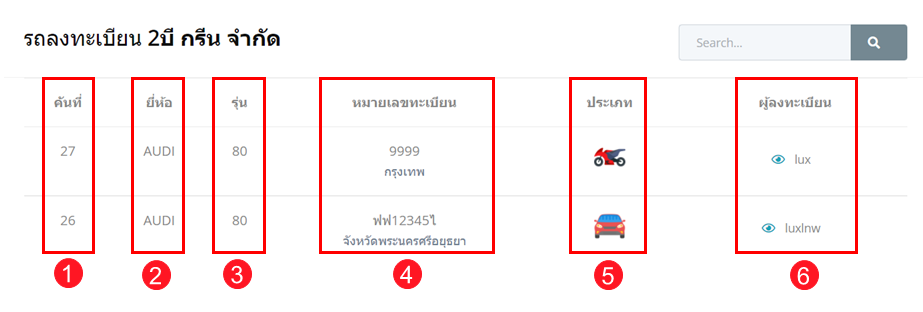 รถลงทะเบียน 2บี กรีน จำกัด
Search...
คันที่ ยี่ห้อ รุ่น หมายเลขทะเบียน ประเภท ผู้ลงทะเบียน
27 AUDI 80 9999 lux
กรุงเทพ
26 AUDI 80 ฟฟ12345ไ luxlnw
จังหวัดพระนครศรีอยุธยา
1 2 3 4 5 6